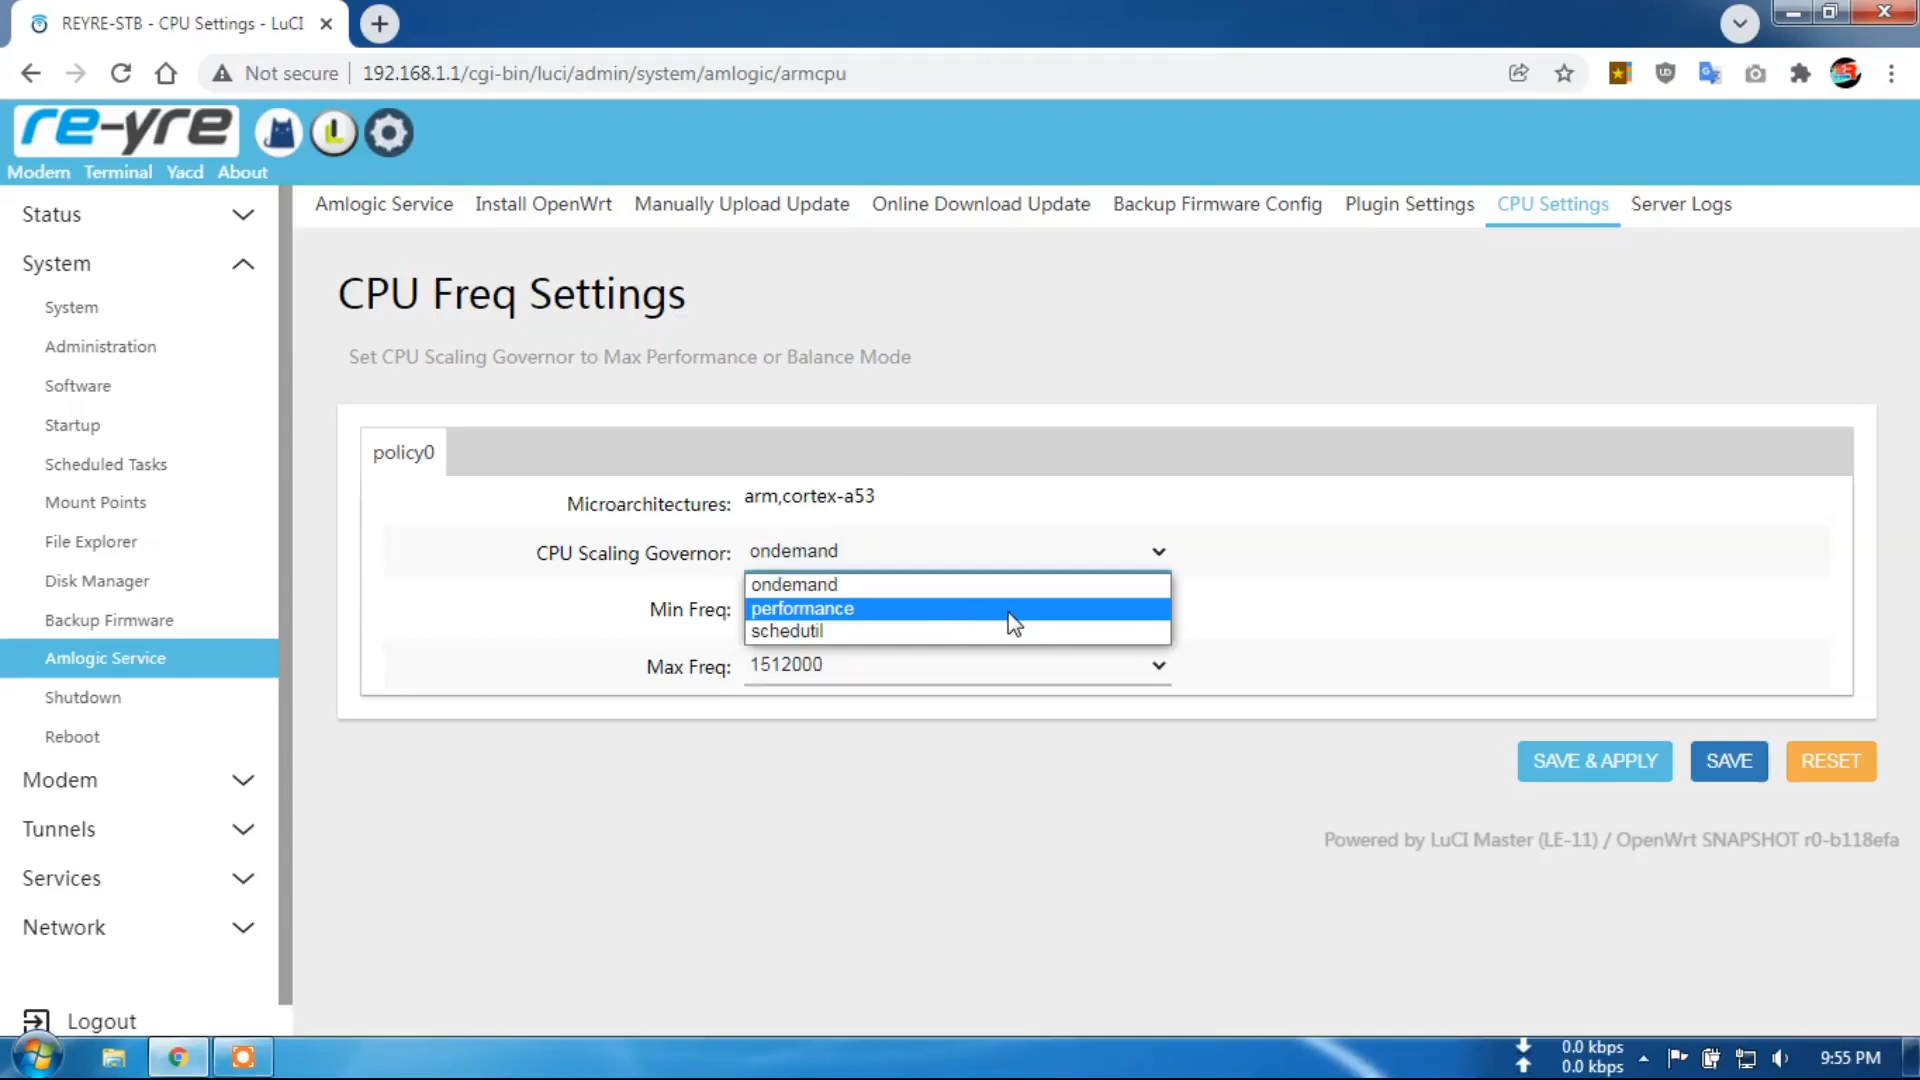 REYRE-STB - CPU Settings - LuCI
Not secure | 192.168.1.1/cgi-bin/luci/admin/system/amlogic/armcpu
re-yre
Modem Terminal Yacd About
Status
System
System
Administration
Software
Startup
Scheduled Tasks
Mount Points
File Explorer
Disk Manager
Backup Firmware
Amlogic Service
Shutdown
Reboot
Modem
Tunnels
Services
Network
Logout
Amlogic Service Install OpenWrt Manually Upload Update Online Download Update Backup Firmware Config Plugin Settings CPU Settings Server Logs
CPU Freq Settings
Set CPU Scaling Governor to Max Performance or Balance Mode
policy0
Microarchitectures: arm,cortex-a53
CPU Scaling Governor: ondemand
ondemand
Min Freq: performance
schedutil
Max Freq: 1512000
SAVE & APPLY SAVE RESET
Powered by LuCI Master (LE-11) / OpenWrt SNAPSHOT r0-b118efa
0.0 kbps
0.0 kbps
9:55 PM